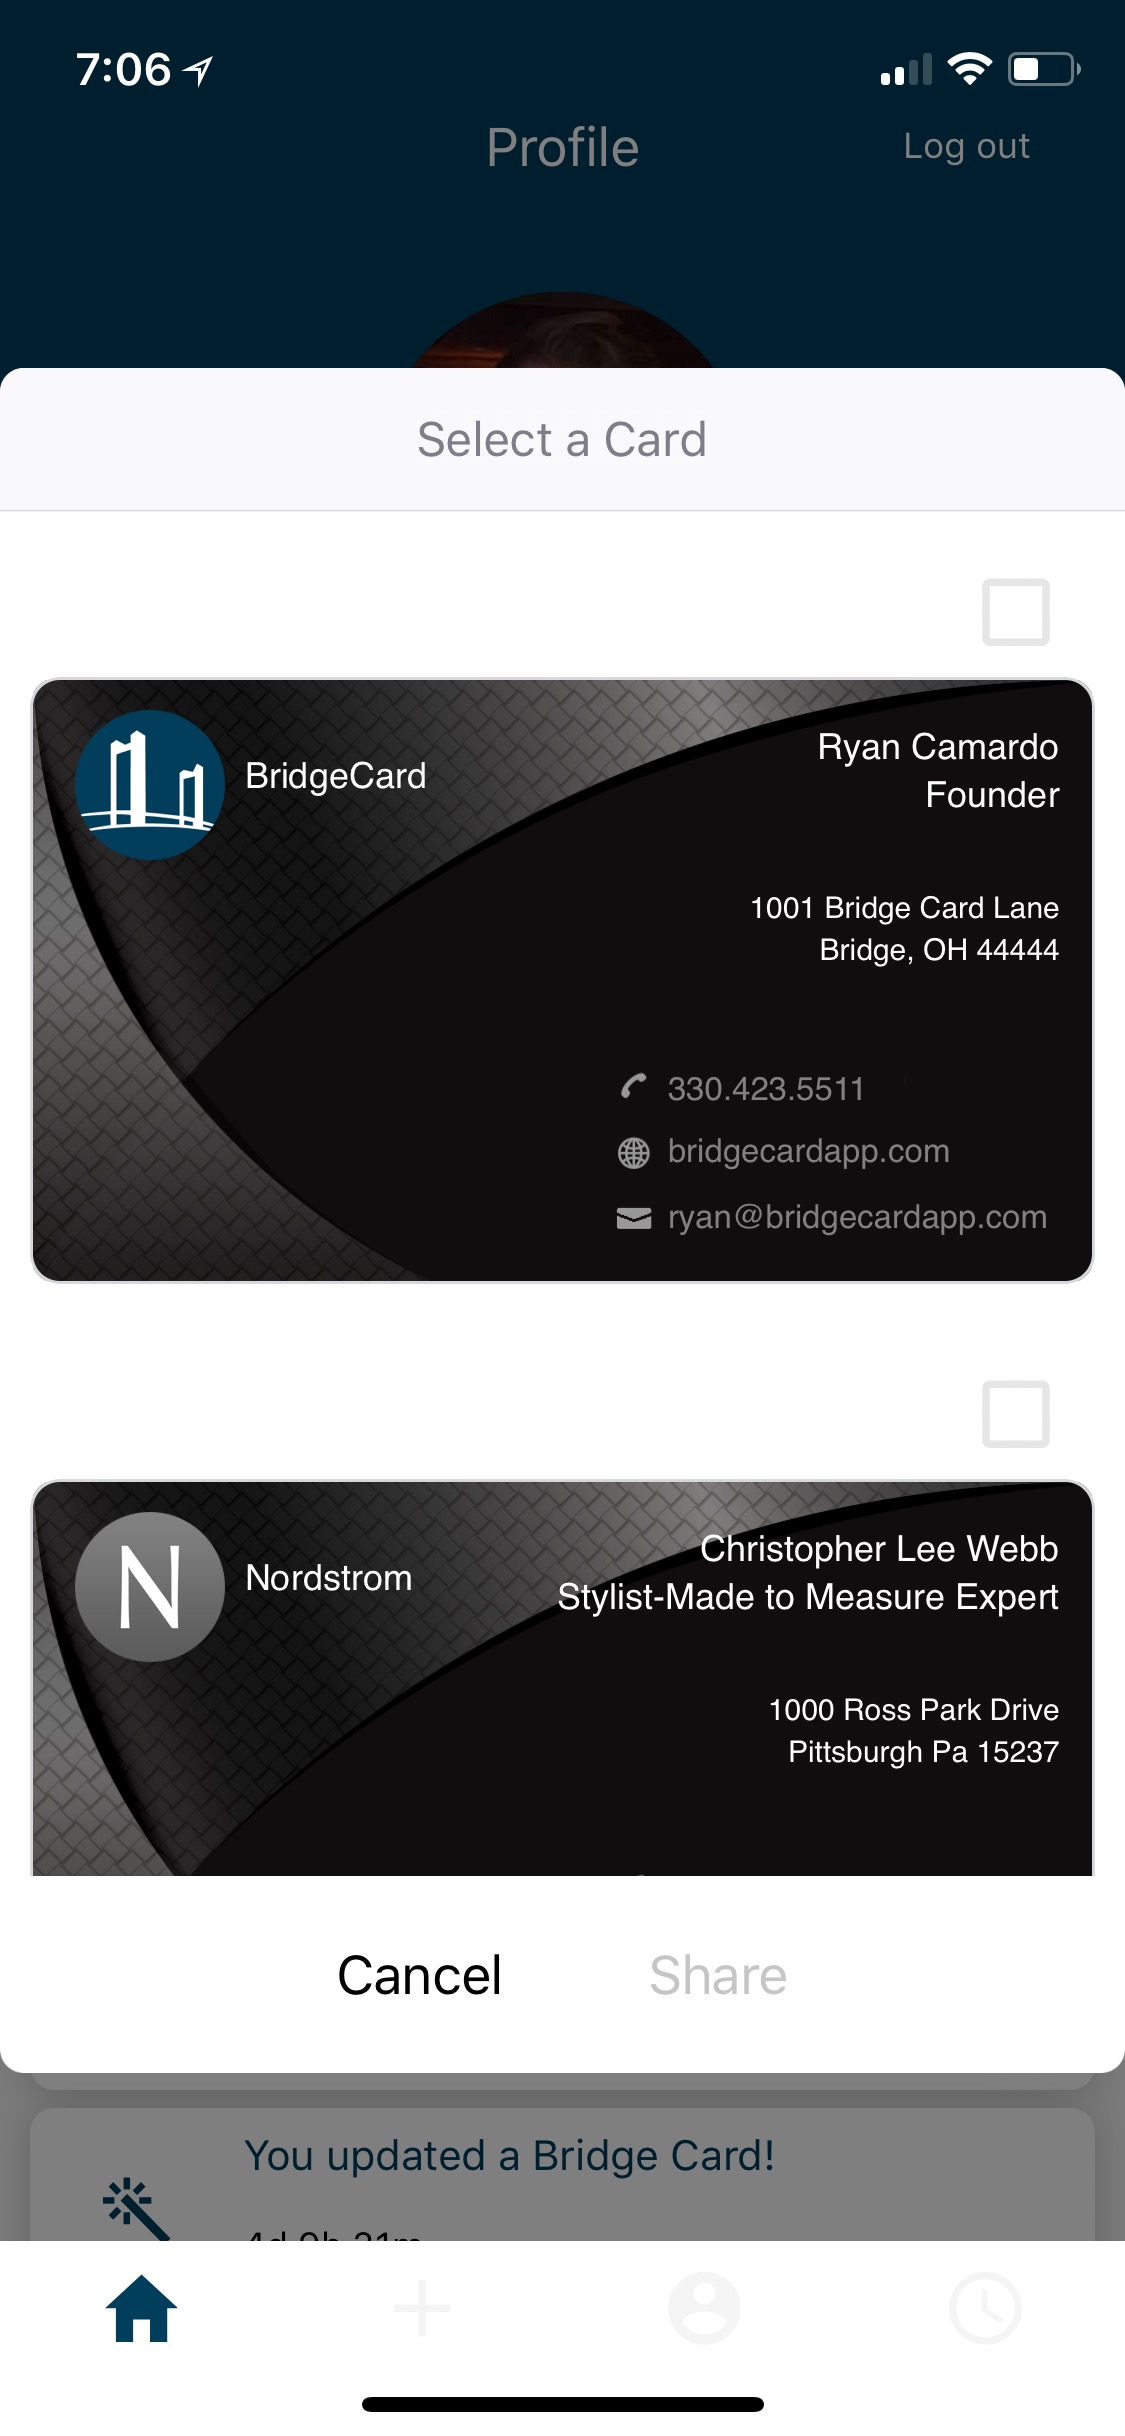 7:06
Profile
Log out
Select a Card
BridgeCard
Ryan Camardo
Founder
1001 Bridge Card Lane
Bridge, OH 44444
330.423.5511
bridgecardapp.com
ryan@bridgecardapp.com
N
Nordstrom
Christopher Lee Webb
Stylist-Made to Measure Expert
1000 Ross Park Drive
Pittsburgh Pa 15237
Cancel
Share
You updated a Bridge Card!